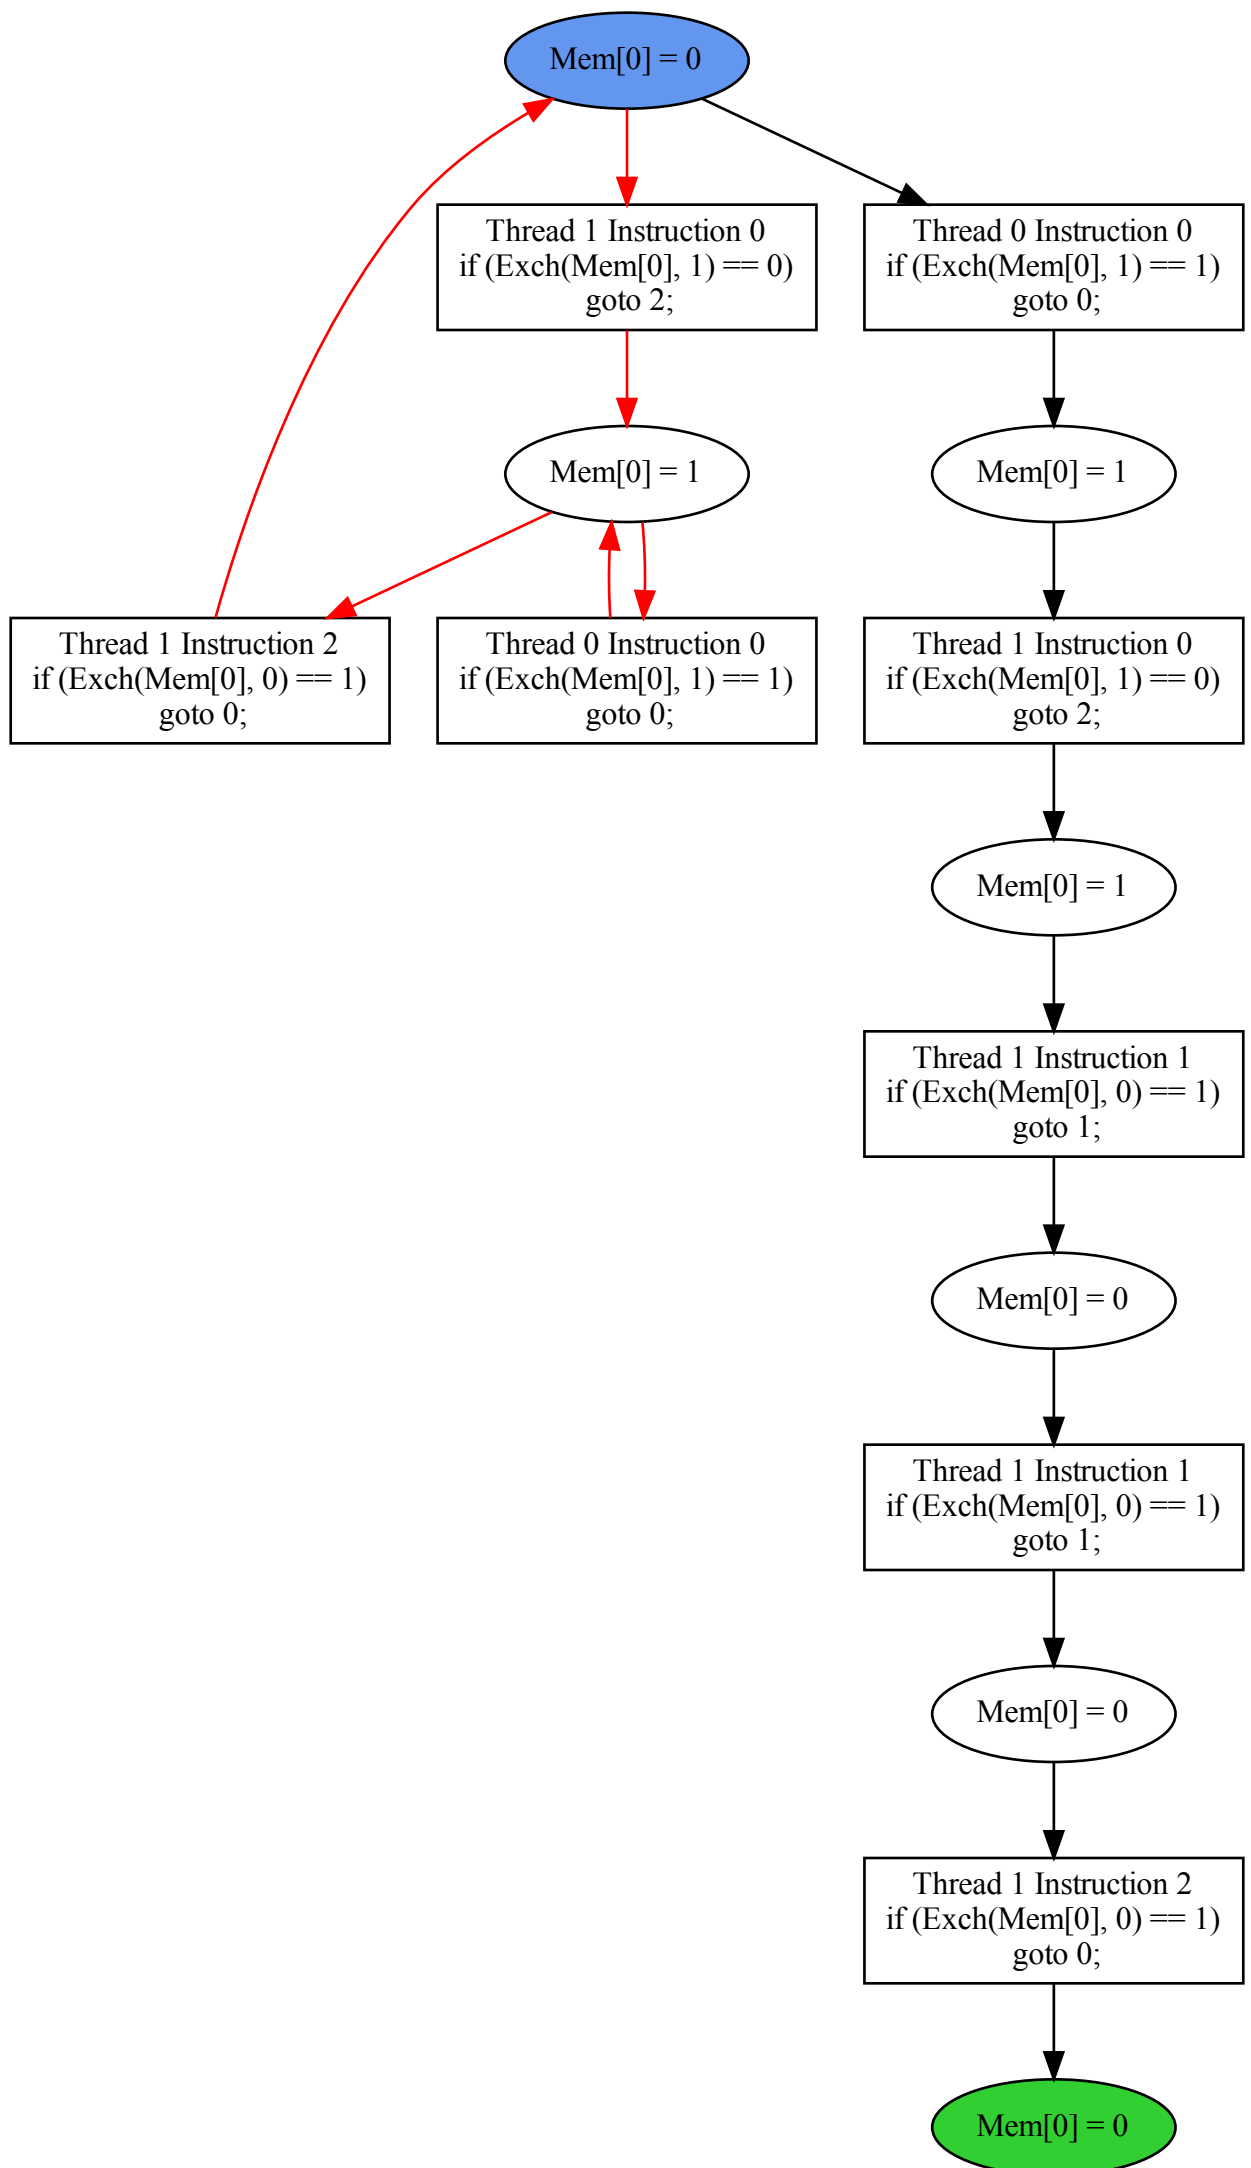 Mem[0] = 0
Thread 1 Instruction 0
if (Exch(Mem[0], 1) == 0)
goto 2;
Thread 0 Instruction 0
if (Exch(Mem[0], 1) == 1)
goto 0;
Mem[0] = 1
Mem[0] = 1
Thread 1 Instruction 2
if (Exch(Mem[0], 0) == 1)
goto 0;
Thread 0 Instruction 0
if (Exch(Mem[0], 1) == 1)
goto 0;
Thread 1 Instruction 0
if (Exch(Mem[0], 1) == 0)
goto 2;
Mem[0] = 1
Thread 1 Instruction 1
if (Exch(Mem[0], 0) == 1)
goto 1;
Mem[0] = 0
Thread 1 Instruction 1
if (Exch(Mem[0], 0) == 1)
goto 1;
Mem[0] = 0
Thread 1 Instruction 2
if (Exch(Mem[0], 0) == 1)
goto 0;
Mem[0] = 0